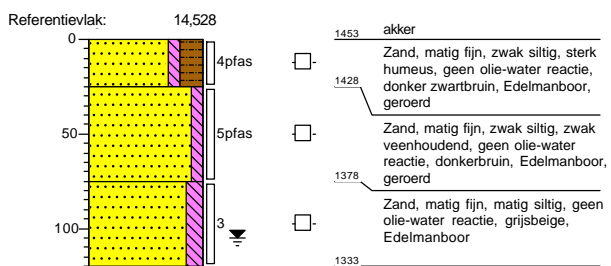 Referentievlak: 14,528
0
50
100
4pfas
5pfas
3
1453 akker
Zand, matig fijn, zwak siltig, sterk
humeus, geen olie-water reactie,
donker zwartbruin, Edelmanboor,
geroerd
1428
Zand, matig fijn, zwak siltig, zwak
veenhoudend, geen olie-water
reactie, donkerbruin, Edelmanboor,
geroerd
1378
Zand, matig fijn, matig siltig, geen
olie-water reactie, grijsbeige,
Edelmanboor
1333